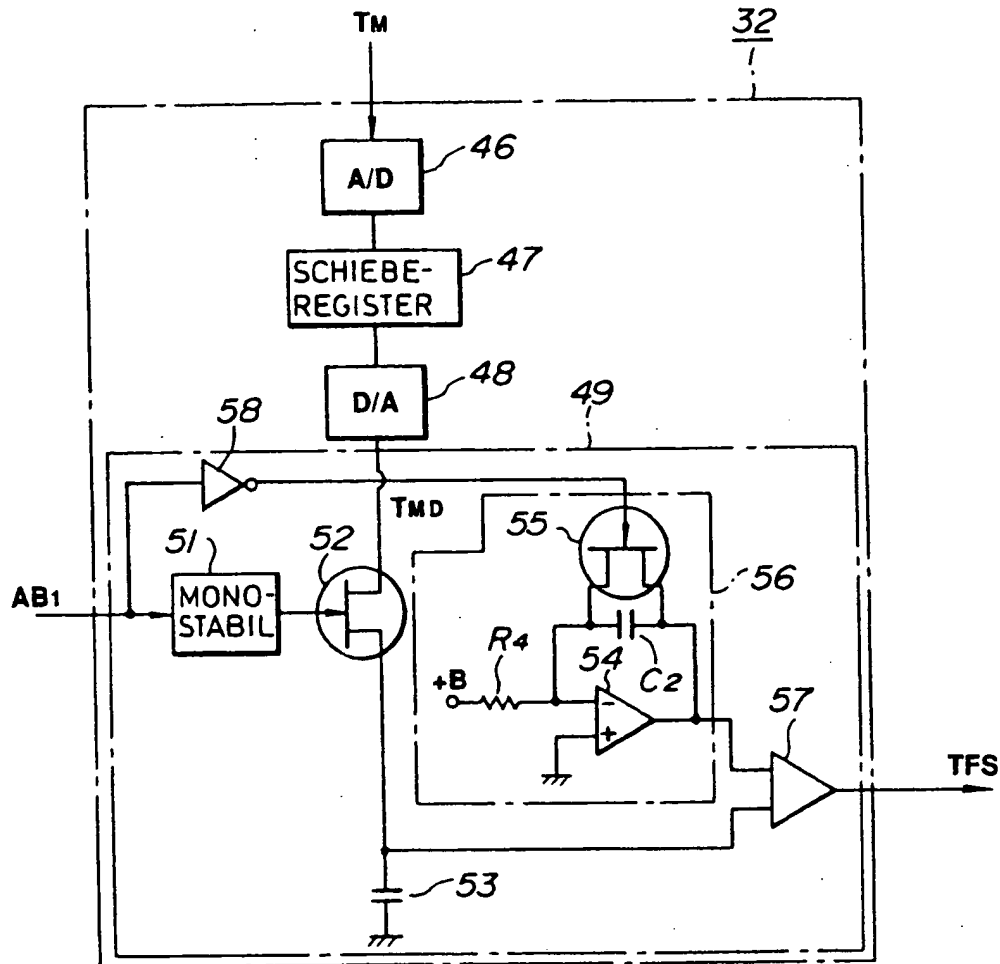 TM
32
A/D
46
SCHIEBE-
REGISTER
47
D/A
48
49
58
TMD
55
51
52
56
AB1
MONO-
STABIL
R4
+B
54
C2
-
+
57
TFS
53